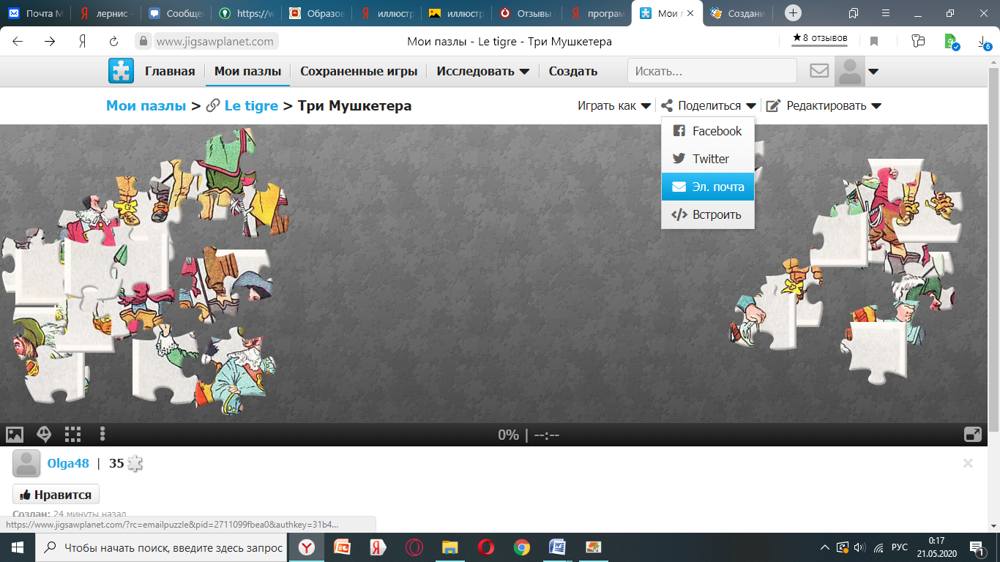 Почта М
лернис -
Сообщен
https://w
Образов
иллюстр
иллюстр
Отзывы
програм
Мои п
Создани
www.jigsawplanet.com
Мои пазлы - Le tigre - Три Мушкетера
★8 отзывов
6
Главная
Мои пазлы
Сохраненные игры
Исследовать
Создать
Искать...
Мои пазлы > Le tigre > Три Мушкетера
Играть как
Поделиться
Редактировать
Facebook
Twitter
Эл. почта
Встроить
0% | --:--
Olga48 | 35
Нравится
Создан: 24 минуты назад
https://www.jigsawplanet.com/?rc=emailpuzzle&pid=2711099fbea0&authkey=31b4...
Чтобы начать поиск, введите здесь запрос
РУС
0:17
21.05.2020
1